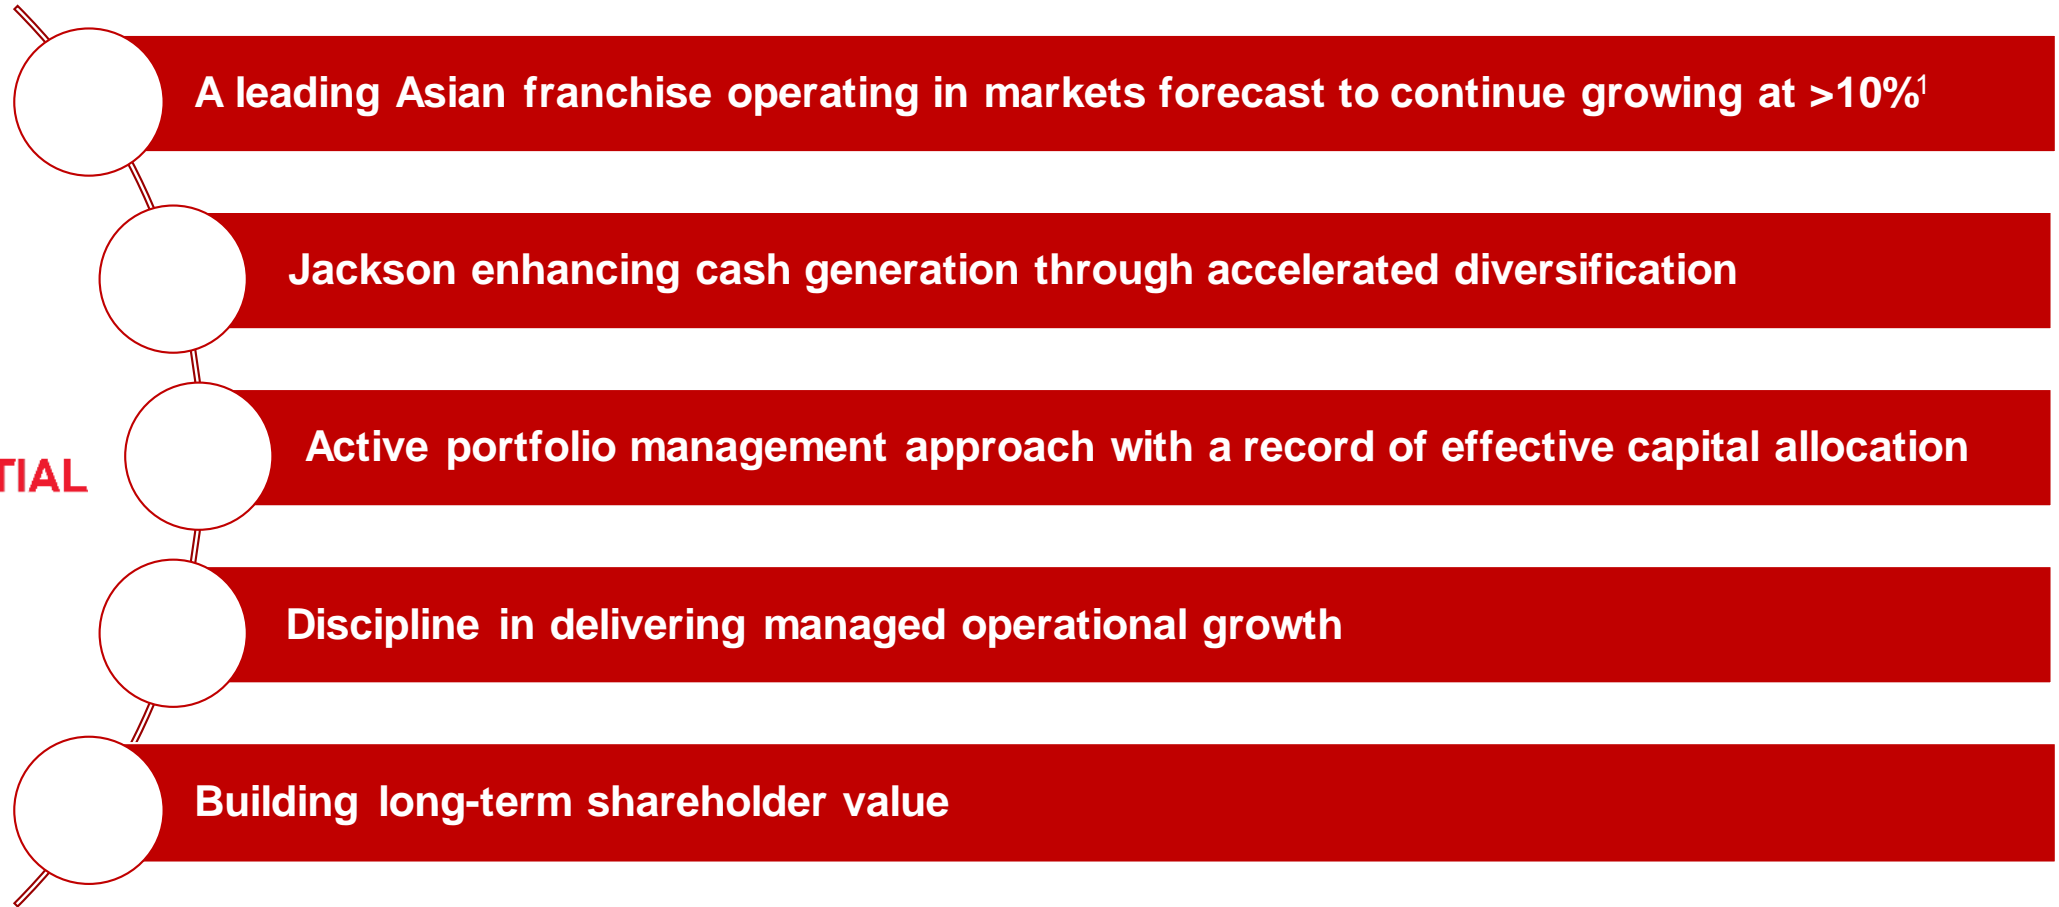 A leading Asian franchise operating in markets forecast to continue growing at >10%¹
Jackson enhancing cash generation through accelerated diversification
Active portfolio management approach with a record of effective capital allocation
TIAL
Discipline in delivering managed operational growth
Building long-term shareholder value